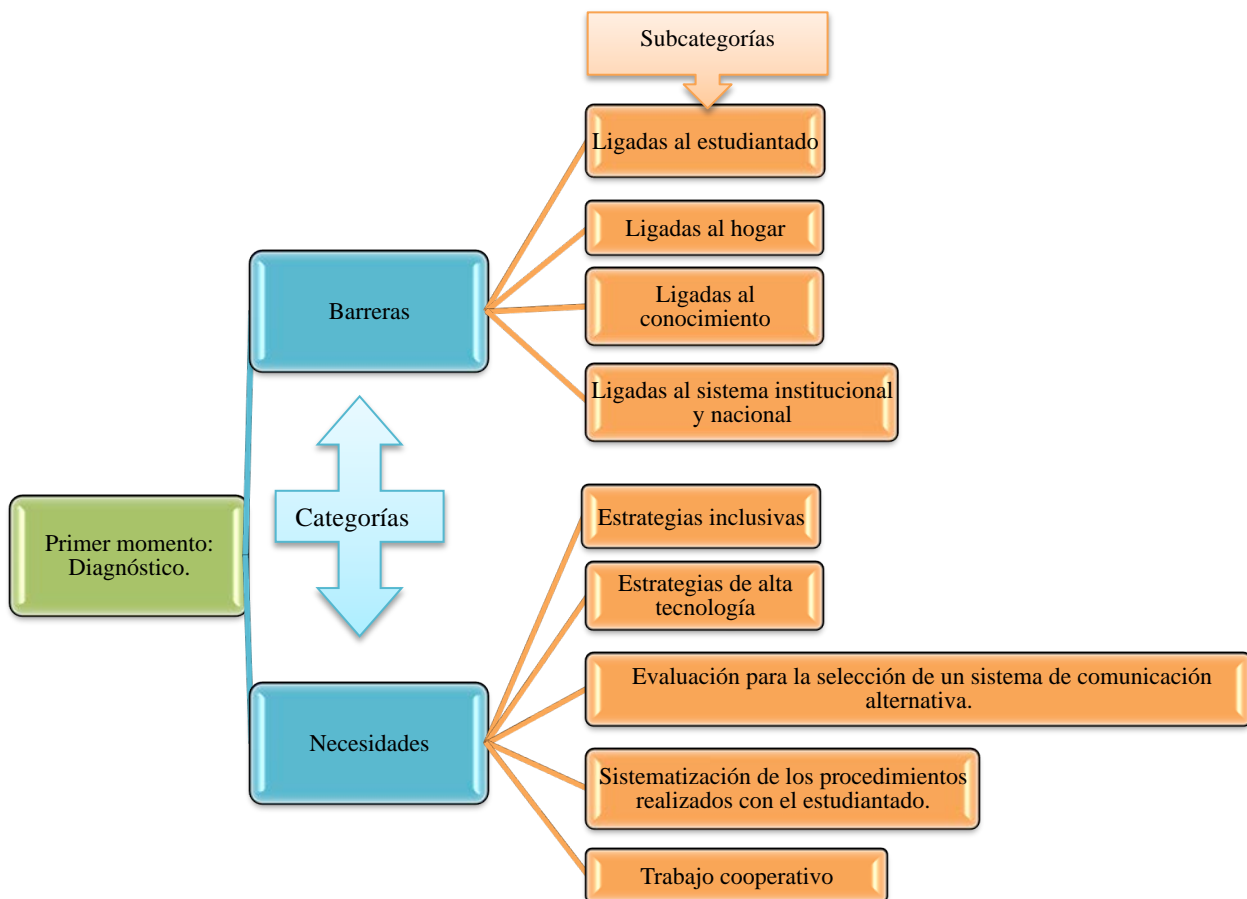 Subcategorías
Ligadas al estudiantado
Ligadas al hogar
Barreras
Ligadas al
conocimiento
Ligadas al sistema institucional
y nacional
Categorías
Primer momento:
Diagnóstico.
Estrategias inclusivas
Estrategias de alta
tecnología
Necesidades
Evaluación para la selección de un sistema de comunicación
alternativa.
Sistematización de los procedimientos
realizados con el estudiantado.
Trabajo cooperativo